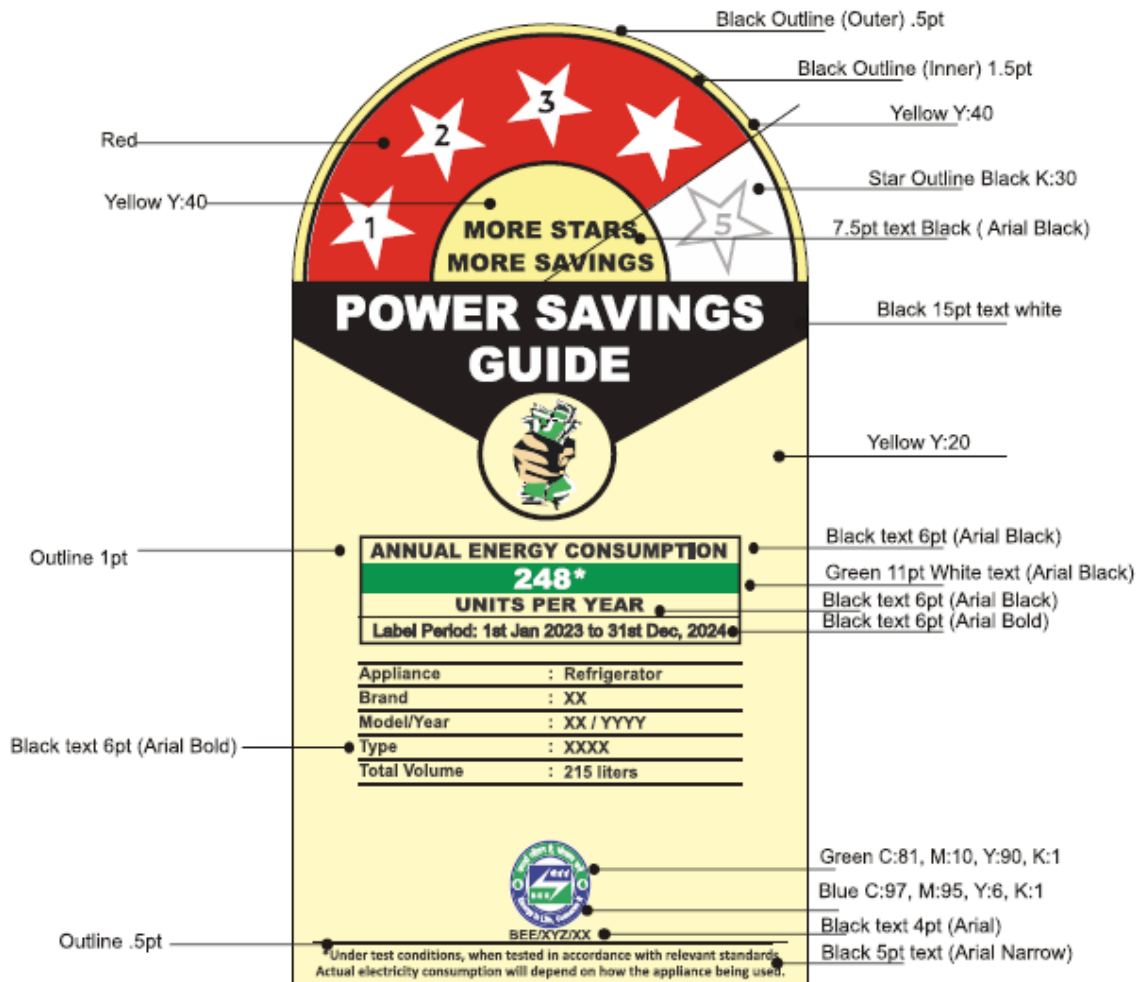 Black Outline (Outer) .5pt
Black Outline (Inner) 1.5pt
Yellow Y:40
Red
Yellow Y:40
Star Outline Black K:30
7.5pt text Black ( Arial Black)
1
2
3
5
MORE STARS
MORE SAVINGS
POWER SAVINGS
GUIDE
Black 15pt text white
Yellow Y:20
Outline 1pt
ANNUAL ENERGY CONSUMPTION
248*
UNITS PER YEAR
Label Period: 1st Jan 2023 to 31st Dec, 2024
Black text 6pt (Arial Black)
Green 11pt White text (Arial Black)
Black text 6pt (Arial Black)
Black text 6pt (Arial Bold)
Appliance : Refrigerator
Brand : XX
Model/Year : XX / YYYY
Type : XXXX
Total Volume : 215 liters
Black text 6pt (Arial Bold)
Green C:81, M:10, Y:90, K:1
Blue C:97, M:95, Y:6, K:1
BEE/XYZ/XX
Black text 4pt (Arial)
Outline .5pt
*Under test conditions, when tested in accordance with relevant standards
Actual electricity consumption will depend on how the appliance being used.
Black 5pt text (Arial Narrow)